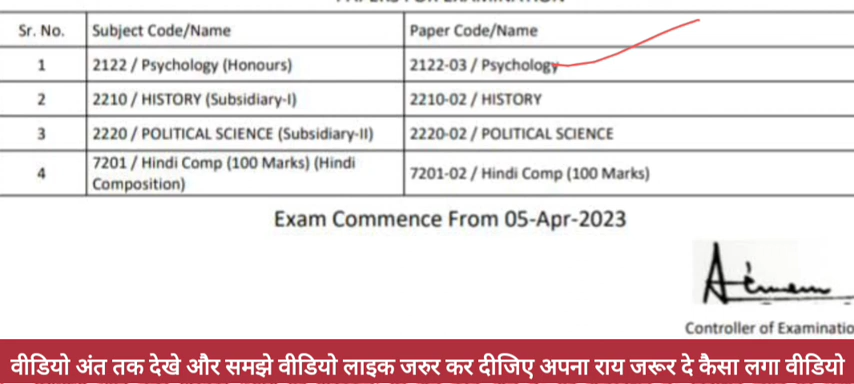 Sr. No. Subject Code/Name Paper Code/Name
1 2122 / Psychology (Honours) 2122-03 / Psychology
2 2210 / HISTORY (Subsidiary-I) 2210-02 / HISTORY
3 2220 / POLITICAL SCIENCE (Subsidiary-II) 2220-02 / POLITICAL SCIENCE
4 7201 / Hindi Comp (100 Marks) (Hindi Composition) 7201-02 / Hindi Comp (100 Marks)
Exam Commence From 05-Apr-2023
Controller of Examinatio
वीडियो अंत तक देखे और समझे वीडियो लाइक जरुर कर दीजिए अपना राय जरूर दे कैसा लगा वीडियो